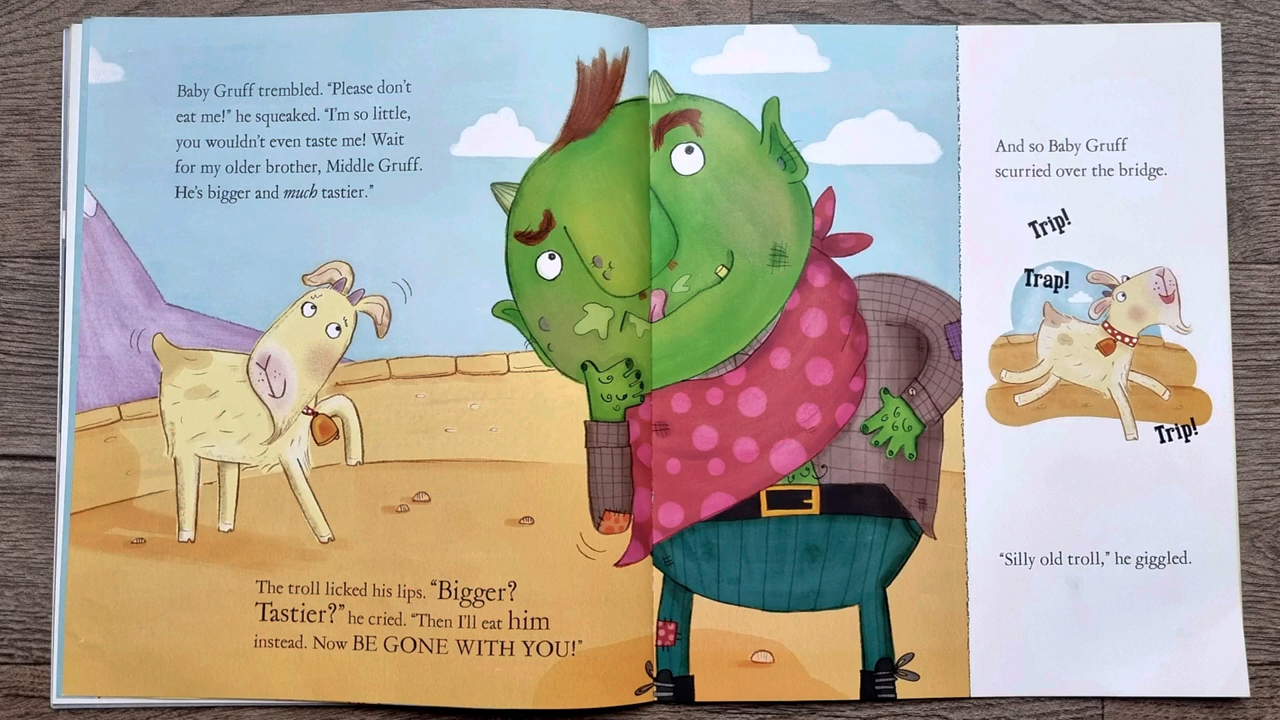 Baby Gruff trembled. “Please don’t
eat me!” he squeaked. “I’m so little,
you wouldn’t even taste me! Wait
for my older brother, Middle Gruff.
He’s bigger and much tastier.”
The troll licked his lips. “Bigger?
Tastier?” he cried. “Then I’ll eat him
instead. Now BE GONE WITH YOU!”
And so Baby Gruff
scurried over the bridge.
Trip!
Trap!
Trip!
“Silly old troll,” he giggled.